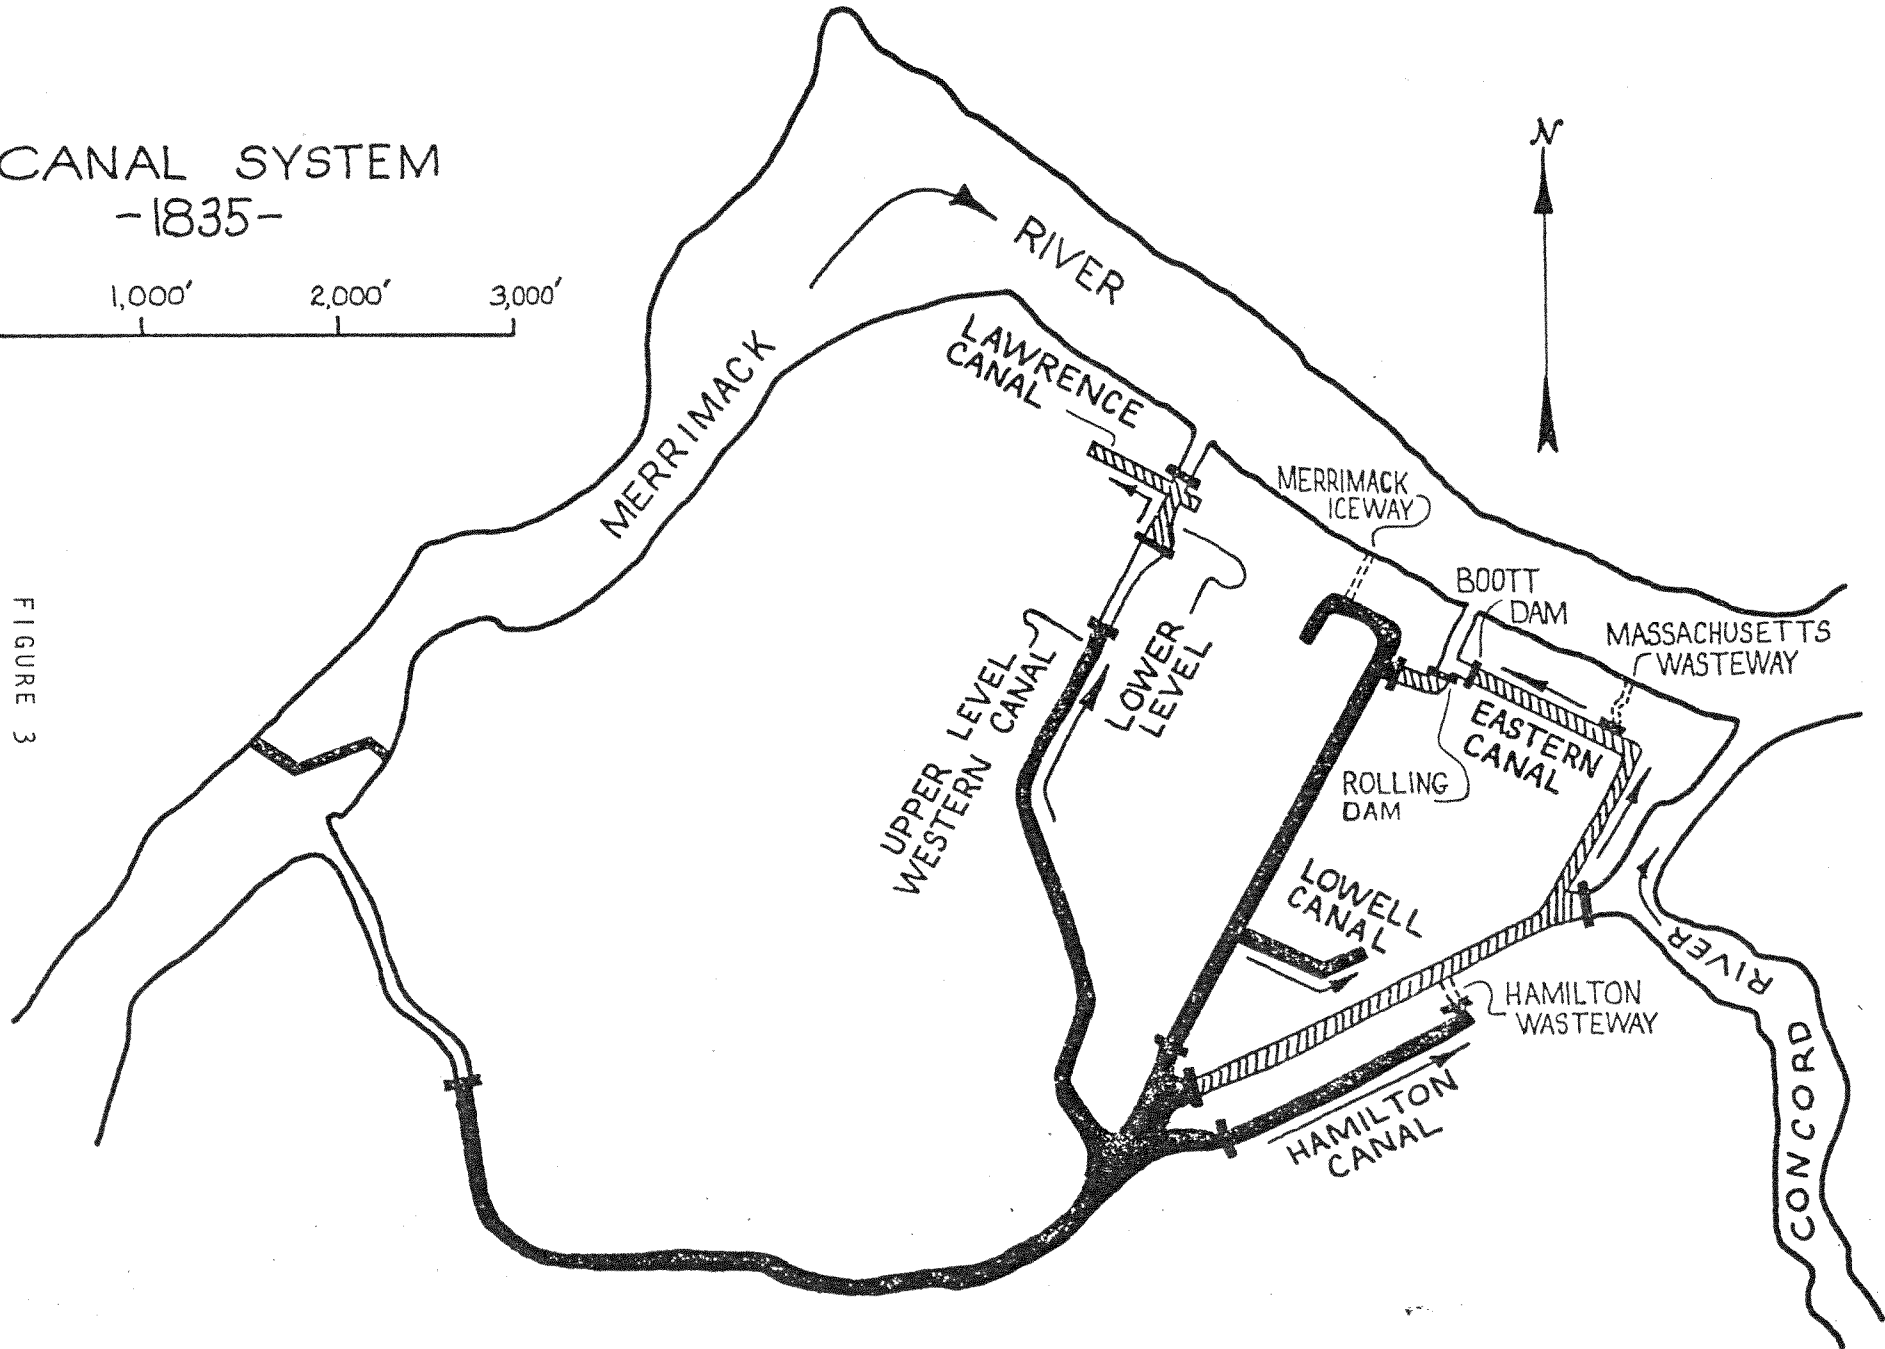 CANAL SYSTEM
-1835-
1,000'
2,000'
3,000'
FIGURE 3
N
MERRIMACK
RIVER
LAWRENCE
CANAL
MERRIMACK
ICEWAY
BOOTT
DAM
MASSACHUSETTS
WASTEWAY
UPPER LEVEL
WESTERN CANAL
LOWER
LEVEL
EASTERN
CANAL
ROLLING
DAM
LOWELL
CANAL
HAMILTON
WASTEWAY
HAMILTON
CANAL
CONCORD
RIVER